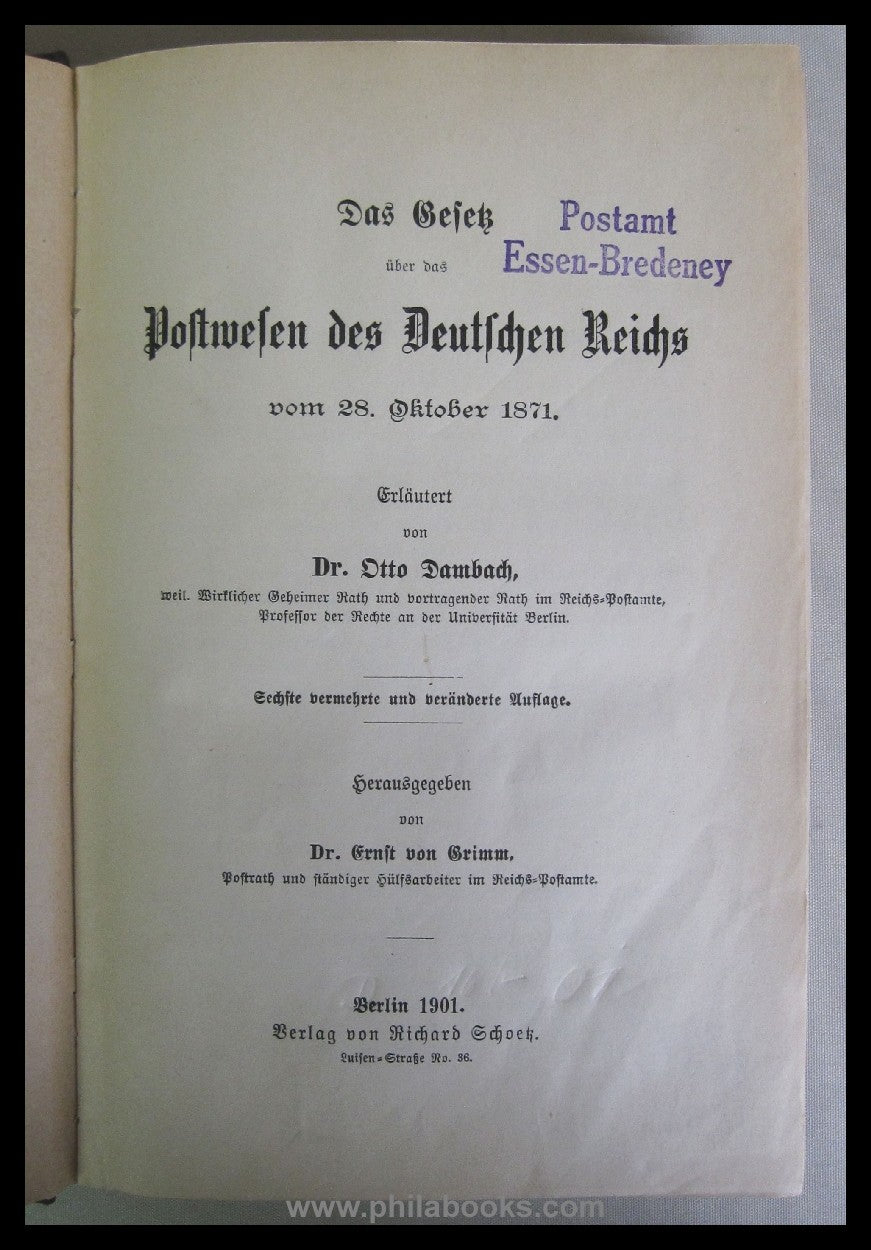 Das Gesetz
Postamt
Essen-Bredeney
über das
Postwesen des Deutschen Reichs
vom 28. Oktober 1871.
Erläutert
von
Dr. Otto Dambach,
weil. Wirklicher Geheimer Rath und vortragender Rath im Reichs-Postamte,
Professor der Rechte an der Universität Berlin.
Sechste vermehrte und veränderte Auflage.
Herausgegeben
von
Dr. Ernst von Grimm,
Postrath und ständiger Hülfsarbeiter im Reichs-Postamte.
Berlin 1901.
Verlag von Richard Schoetz.
Luisen-Straße No. 36.
www.philabooks.com